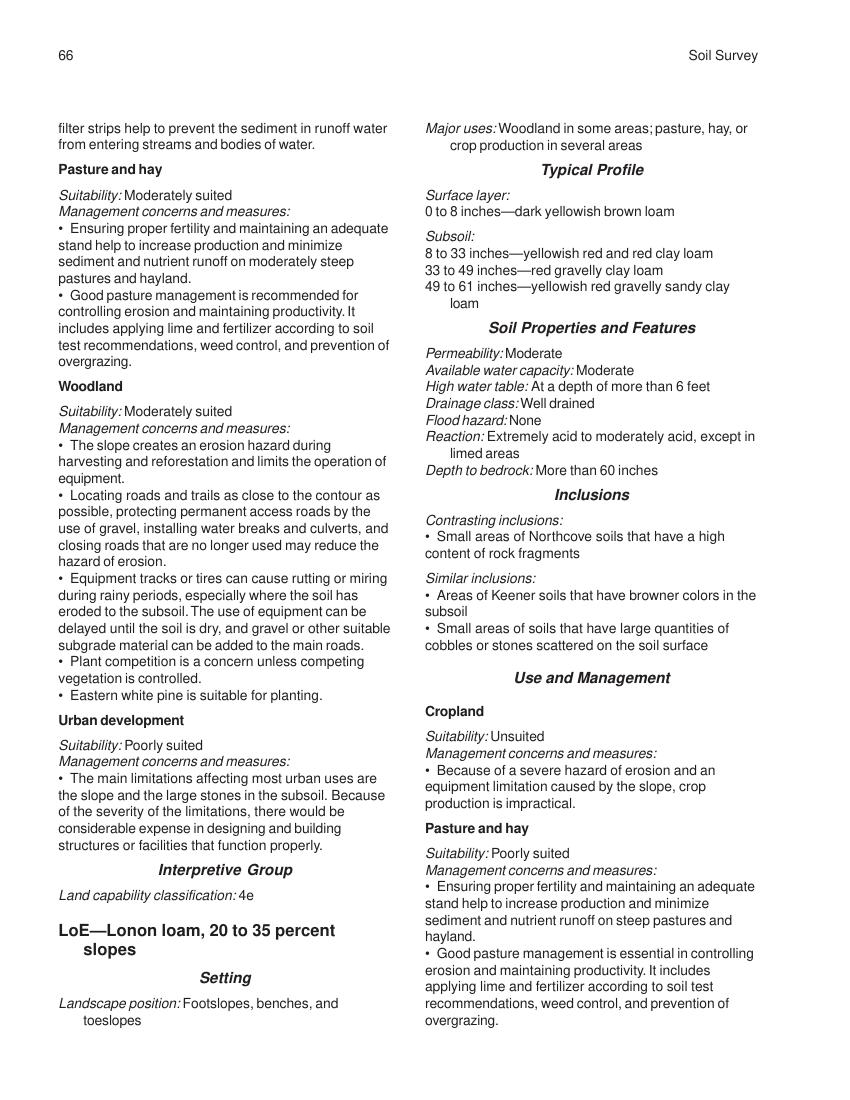 66
Soil Survey
filter strips help to prevent the sediment in runoff water
from entering streams and bodies of water.
Pasture and hay
Suitability: Moderately suited
Management concerns and measures:
• Ensuring proper fertility and maintaining an adequate
stand help to increase production and minimize
sediment and nutrient runoff on moderately steep
pastures and hayland.
• Good pasture management is recommended for
controlling erosion and maintaining productivity. It
includes applying lime and fertilizer according to soil
test recommendations, weed control, and prevention of
overgrazing.
Woodland
Suitability: Moderately suited
Management concerns and measures:
• The slope creates an erosion hazard during
harvesting and reforestation and limits the operation of
equipment.
• Locating roads and trails as close to the contour as
possible, protecting permanent access roads by the
use of gravel, installing water breaks and culverts, and
closing roads that are no longer used may reduce the
hazard of erosion.
• Equipment tracks or tires can cause rutting or miring
during rainy periods, especially where the soil has
eroded to the subsoil. The use of equipment can be
delayed until the soil is dry, and gravel or other suitable
subgrade material can be added to the main roads.
• Plant competition is a concern unless competing
vegetation is controlled.
• Eastern white pine is suitable for planting.
Urban development
Suitability: Poorly suited
Management concerns and measures:
• The main limitations affecting most urban uses are
the slope and the large stones in the subsoil. Because
of the severity of the limitations, there would be
considerable expense in designing and building
structures or facilities that function properly.
Interpretive Group
Land capability classification: 4e
LoE—Lonon loam, 20 to 35 percent
slopes
Setting
Landscape position: Footslopes, benches, and
toeslopes
Major uses: Woodland in some areas; pasture, hay, or
crop production in several areas
Typical Profile
Surface layer:
0 to 8 inches—dark yellowish brown loam
Subsoil:
8 to 33 inches—yellowish red and red clay loam
33 to 49 inches—red gravelly clay loam
49 to 61 inches—yellowish red gravelly sandy clay
loam
Soil Properties and Features
Permeability: Moderate
Available water capacity: Moderate
High water table: At a depth of more than 6 feet
Drainage class: Well drained
Flood hazard: None
Reaction: Extremely acid to moderately acid, except in
limed areas
Depth to bedrock: More than 60 inches
Inclusions
Contrasting inclusions:
• Small areas of Northcove soils that have a high
content of rock fragments
Similar inclusions:
• Areas of Keener soils that have browner colors in the
subsoil
• Small areas of soils that have large quantities of
cobbles or stones scattered on the soil surface
Use and Management
Cropland
Suitability: Unsuited
Management concerns and measures:
• Because of a severe hazard of erosion and an
equipment limitation caused by the slope, crop
production is impractical.
Pasture and hay
Suitability: Poorly suited
Management concerns and measures:
• Ensuring proper fertility and maintaining an adequate
stand help to increase production and minimize
sediment and nutrient runoff on steep pastures and
hayland.
• Good pasture management is essential in controlling
erosion and maintaining productivity. It includes
applying lime and fertilizer according to soil test
recommendations, weed control, and prevention of
overgrazing.